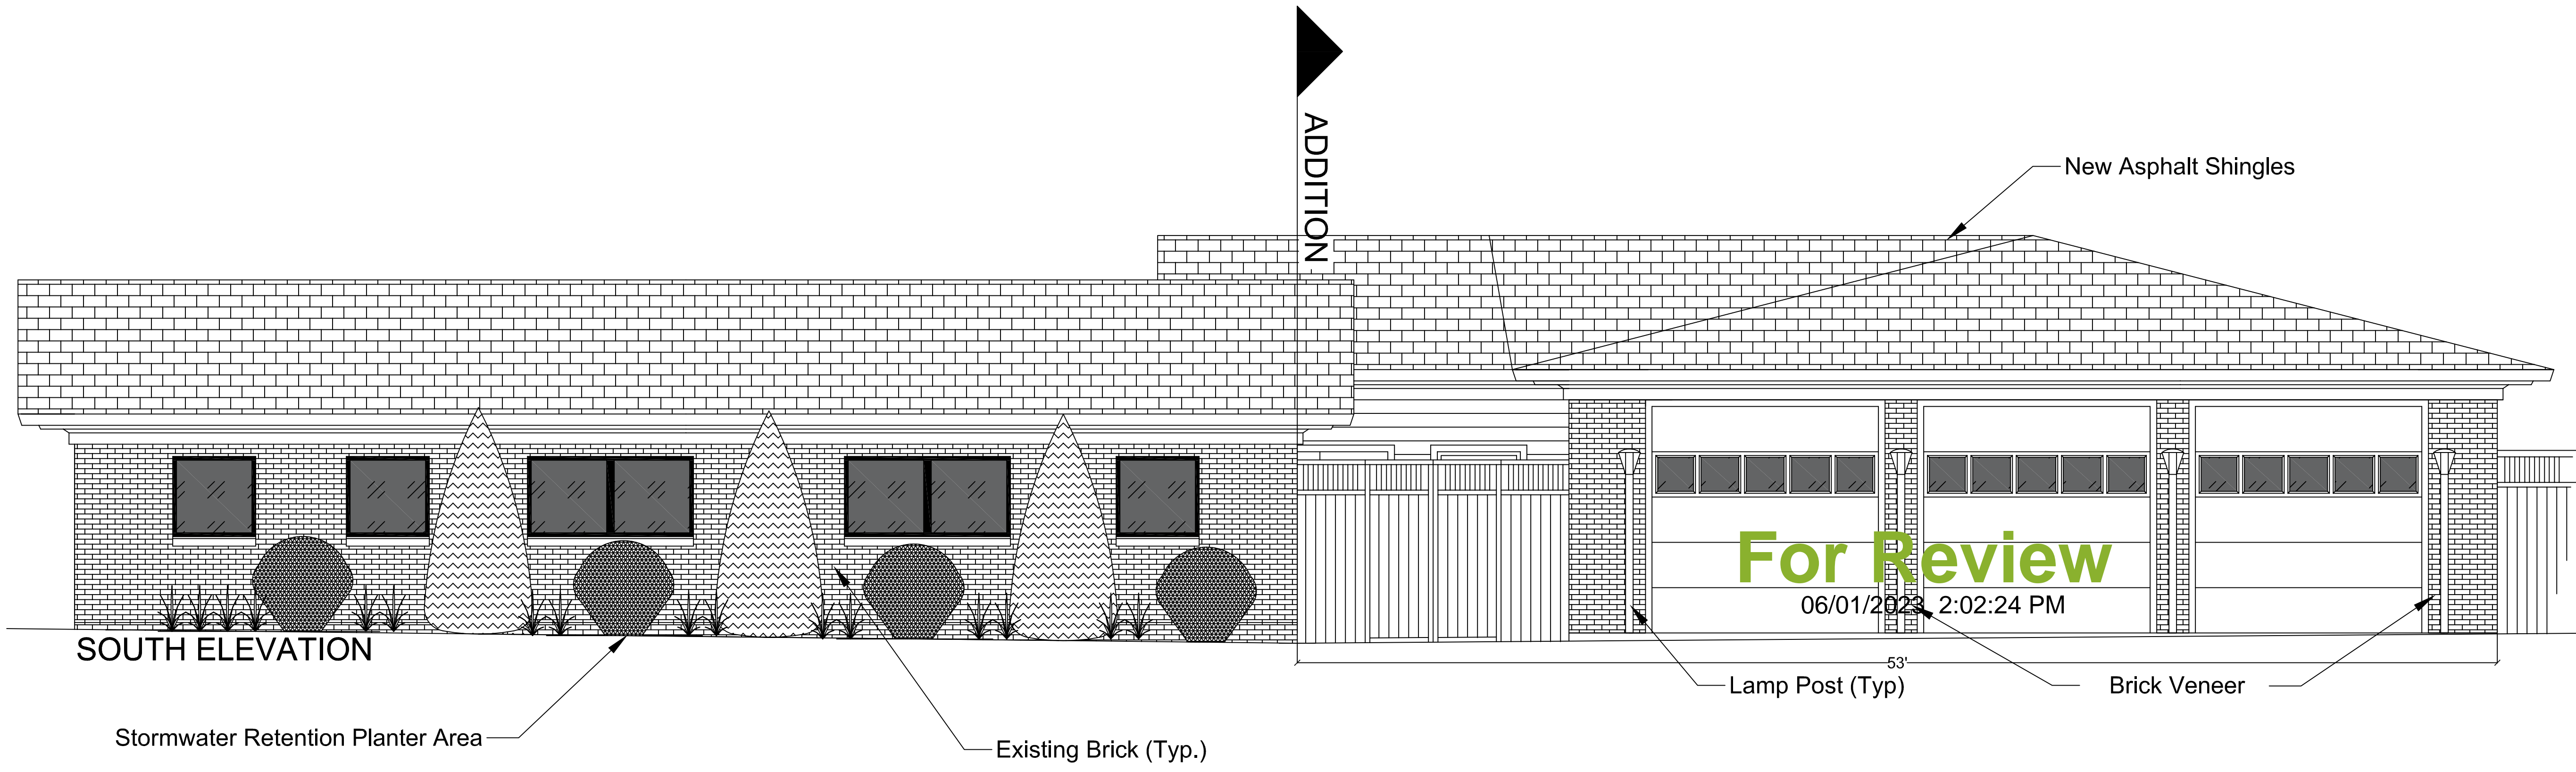 ADDITION
New Asphalt Shingles
For Review
06/01/2023 2:02:24 PM
SOUTH ELEVATION
53'
Lamp Post (Typ)
Brick Veneer
Stormwater Retention Planter Area
Existing Brick (Typ.)